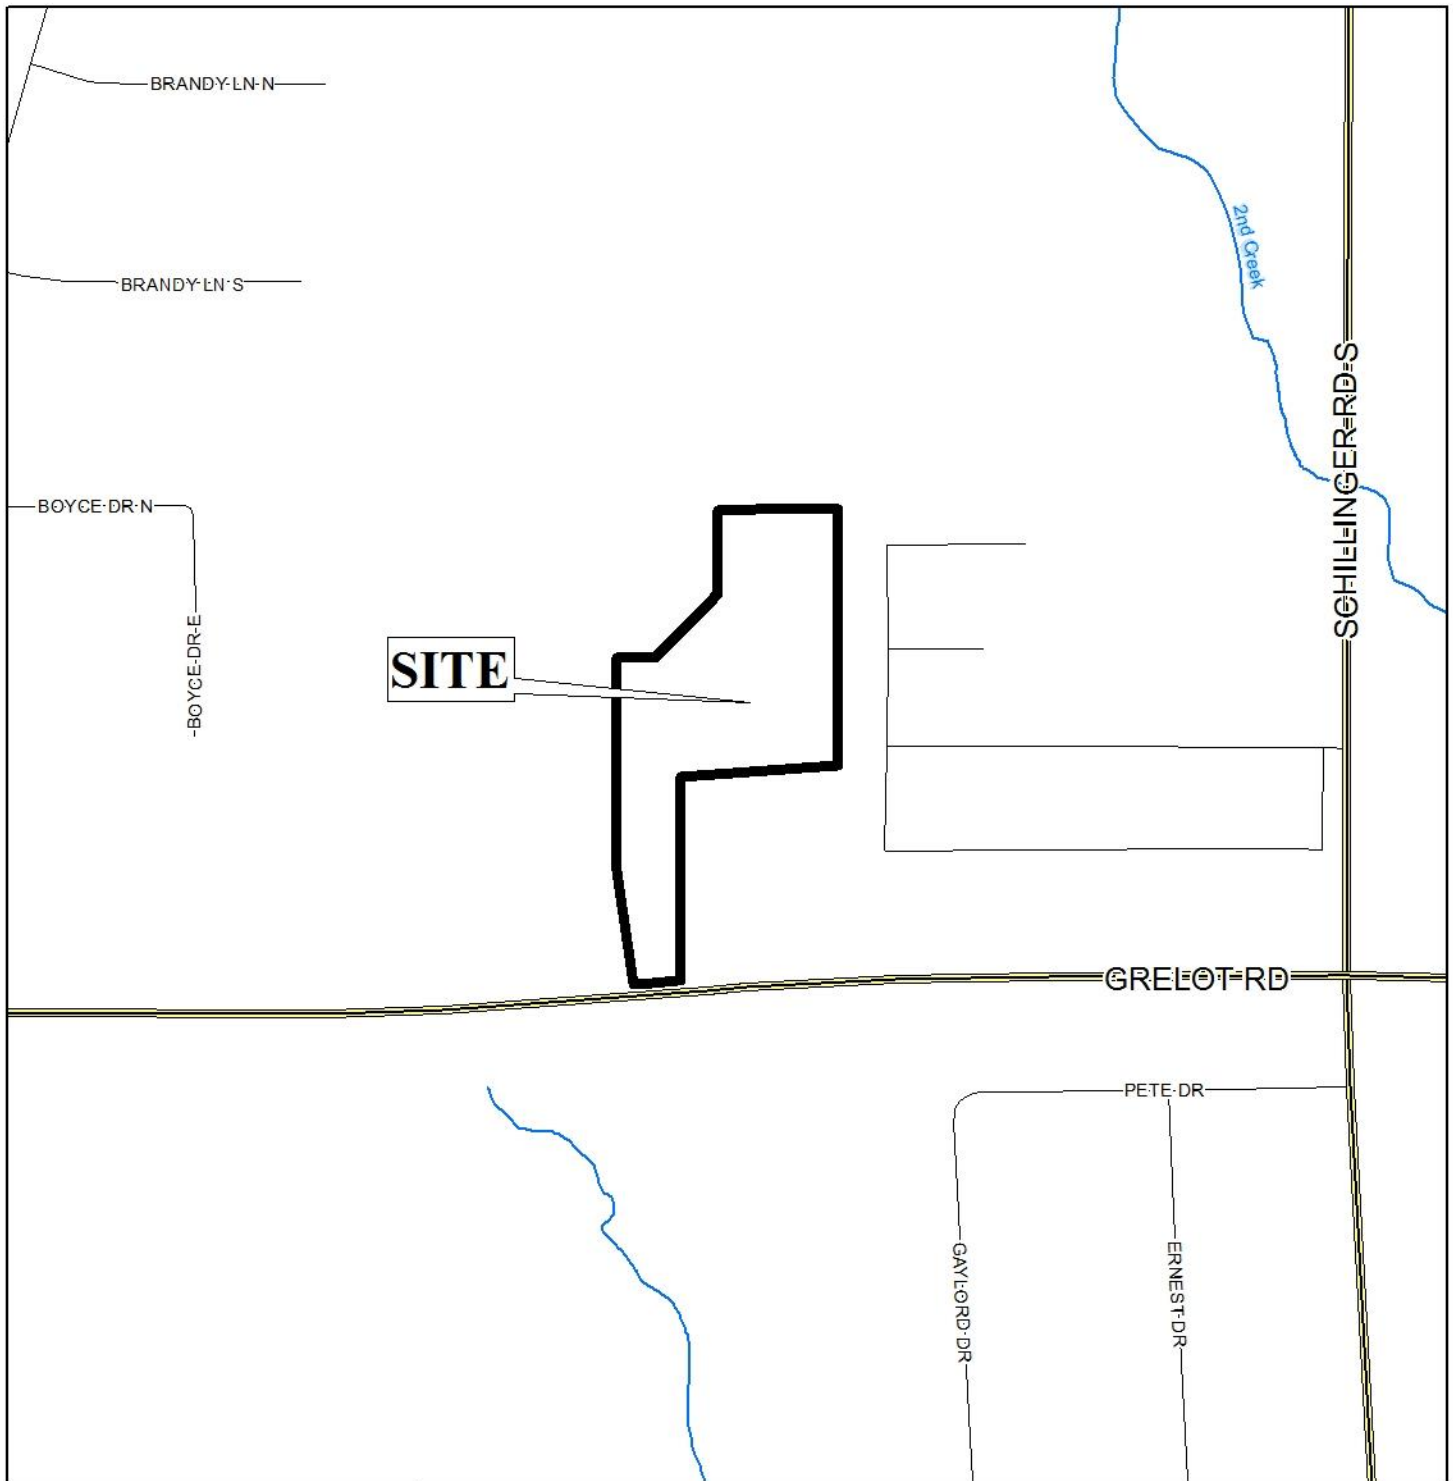 BRANDY LN N
2nd Creek
BRANDY LN S
SCHILLINGER RD S
BOYCE DR N
BOYCE DR E
SITE
GRELOT RD
PETE DR
GAYLORD DR
ERNEST DR